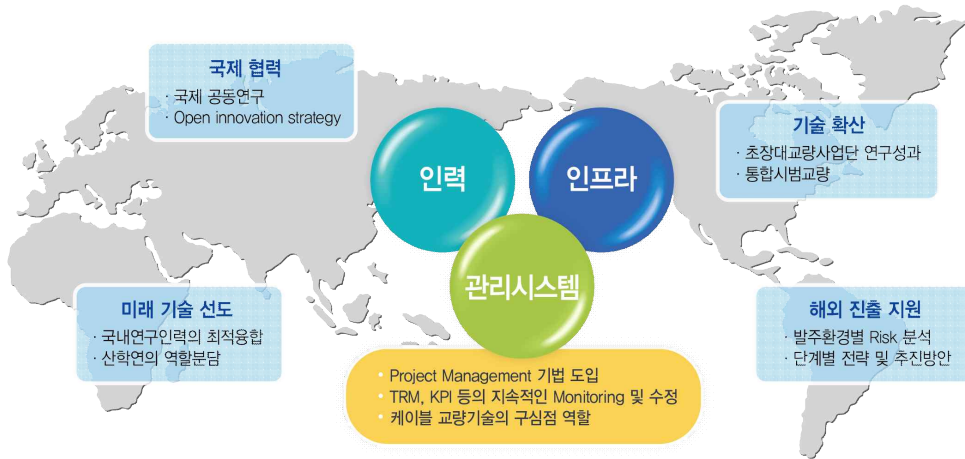 국제 협력
· 국제 공동연구
· Open innovation strategy
인력
인프라
기술 확산
· 초장대교량사업단 연구성과
· 통합시범교량
관리시스템
미래 기술 선도
· 국내연구인력의 최적융합
· 산학연의 역할분담
해외 진출 지원
· 발주환경별 Risk 분석
· 단계별 전략 및 추진방안
• Project Management 기법 도입
• TRM, KPI 등의 지속적인 Monitoring 및 수정
• 케이블 교량기술의 구심점 역할